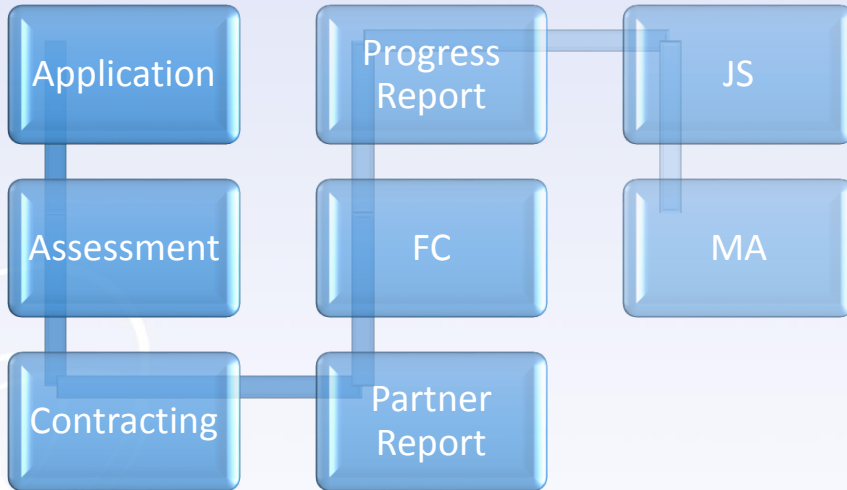 Application
Assessment
Contracting
Partner
Report
FC
Progress
Report
JS
MA